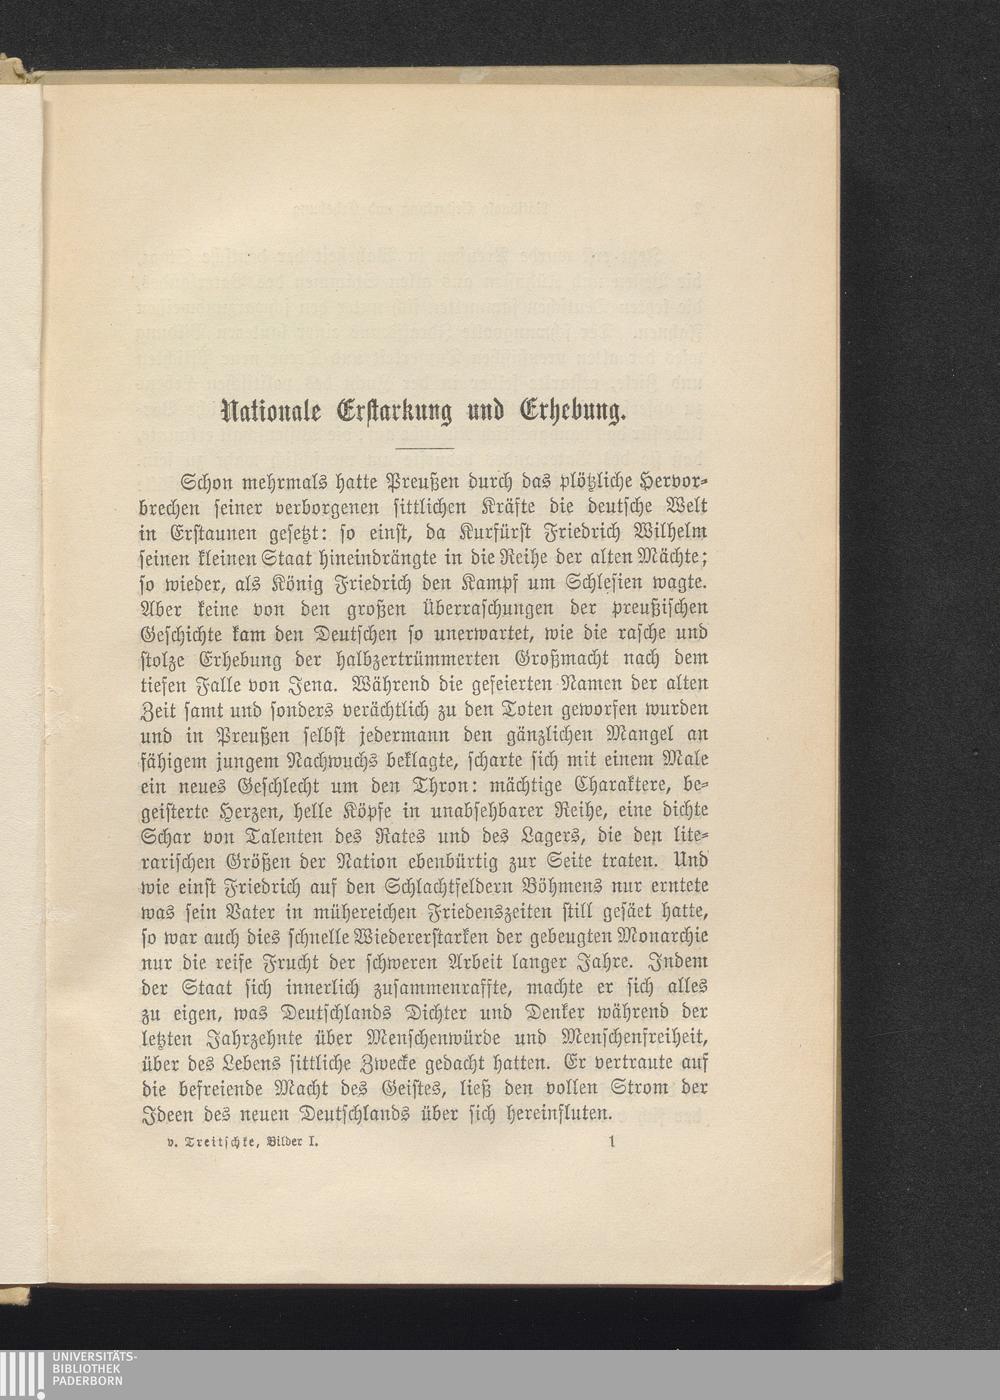 Nationale Erstarkung und Erhebung.
Schon mehrmals hatte Preußen durch das plötzliche Hervor-
brechen seiner verborgenen sittlichen Kräfte die deutsche Welt
in Erstaunen gesetzt: so einst, da Kurfürst Friedrich Wilhelm
seinen kleinen Staat hineindrängte in die Reihe der alten Mächte;
so wieder, als König Friedrich den Kampf um Schlesien wagte.
Aber keine von den großen Überraschungen der preußischen
Geschichte kam den Deutschen so unerwartet, wie die rasche und
stolze Erhebung der halbzertrümmerten Großmacht nach dem
tiefen Falle von Jena. Während die gefeierten Namen der alten
Zeit samt und sonders verächtlich zu den Toten geworfen wurden
und in Preußen selbst jedermann den gänzlichen Mangel an
fähigem jungem Nachwuchs beklagte, scharte sich mit einem Male
ein neues Geschlecht um den Thron: mächtige Charaktere, be-
geisterte Herzen, helle Köpfe in unabsehbarer Reihe, eine dichte
Schar von Talenten des Rates und des Lagers, die den lite-
rarischen Größen der Nation ebenbürtig zur Seite traten. Und
wie einst Friedrich auf den Schlachtfeldern Böhmens nur erntete
was sein Vater in mühereichen Friedenszeiten still gesäet hatte,
so war auch dies schnelle Wiedererstarken der gebeugten Monarchie
nur die reife Frucht der schweren Arbeit langer Jahre. Indem
der Staat sich innerlich zusammenraffte, machte er sich alles
zu eigen, was Deutschlands Dichter und Denker während der
letzten Jahrzehnte über Menschenwürde und Menschenfreiheit,
über des Lebens sittliche Zwecke gedacht hatten. Er vertraute auf
die befreiende Macht des Geistes, ließ den vollen Strom der
Ideen des neuen Deutschlands über sich hereinfluten.
v. Treitschke, Bilder I. 1
UNIVERSITÄTS-
BIBLIOTHEK
PADERBORN